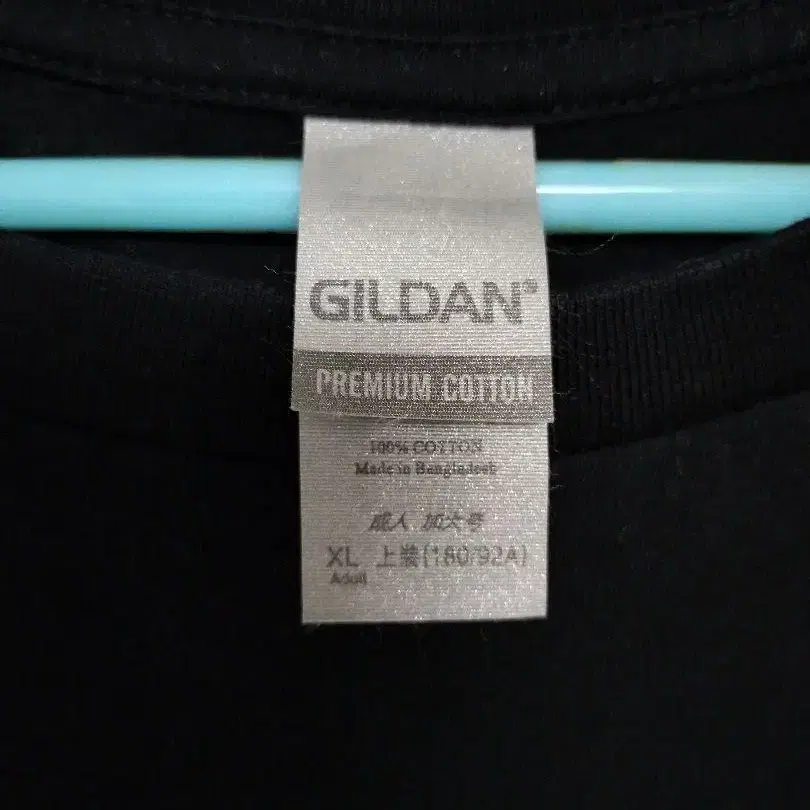 GILDAN®
PREMIUM COTTON
100% COTTON
Made in Bangladesh
成人 加大号
XL 上装(180/92A)
Adult